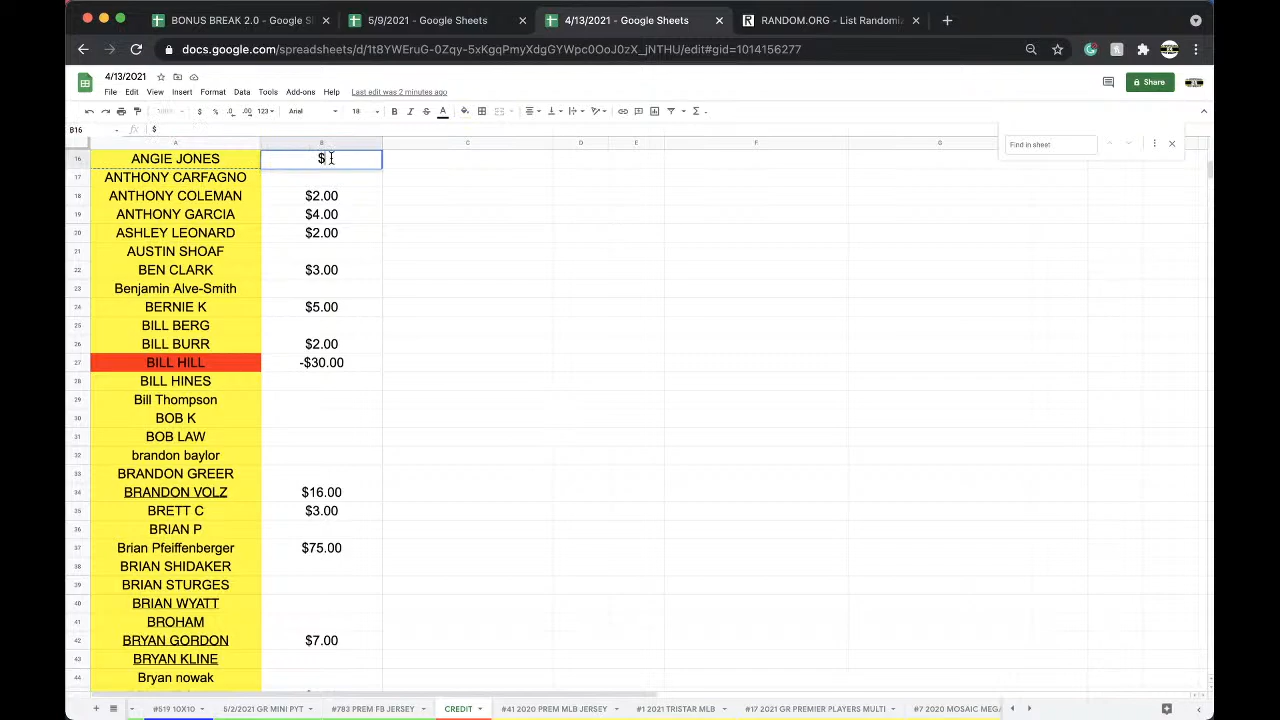 BONUS BREAK 2.0 - Google Sh
5/9/2021 - Google Sheets
4/13/2021 - Google Sheets
RANDOM.ORG - List Randomi
docs.google.com/spreadsheets/d/1t8YWEruG-0Zqy-5xKgqPmyXdgGYWpc0OoJ0zX_jNTHU/edit#gid=1014156277
4/13/2021
File Edit View Insert Format Data Tools Add-ons Help Last edit was 2 minutes ago
Share
100% $ % .0 .00 123 Arial 18 B I S A
B16 fx $
Find in sheet
A B C D E F G
16 ANGIE JONES $
17 ANTHONY CARFAGNO
18 ANTHONY COLEMAN $2.00
19 ANTHONY GARCIA $4.00
20 ASHLEY LEONARD $2.00
21 AUSTIN SHOAF
22 BEN CLARK $3.00
23 Benjamin Alve-Smith
24 BERNIE K $5.00
25 BILL BERG
26 BILL BURR $2.00
27 BILL HILL -$30.00
28 BILL HINES
29 Bill Thompson
30 BOB K
31 BOB LAW
32 brandon baylor
33 BRANDON GREER
34 BRANDON VOLZ $16.00
35 BRETT C $3.00
36 BRIAN P
37 Brian Pfeiffenberger $75.00
38 BRIAN SHIDAKER
39 BRIAN STURGES
40 BRIAN WYATT
41 BROHAM
42 BRYAN GORDON $7.00
43 BRYAN KLINE
44 Bryan nowak
#519 10X10
5/2/2021 GR MINI PYT
#783 PREM FB JERSEY
CREDIT
#41 2020 PREM MLB JERSEY
#1 2021 TRISTAR MLB
#17 2021 GR PREMIER PLAYERS MULTI
#7 2020 MOSAIC MEGA